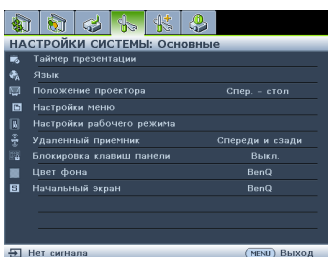 НАСТРОЙКИ СИСТЕМЫ: Основные
Таймер презентации
Язык
Положение проектора Спер. – стол
Настройки меню
Настройки рабочего режима
Удаленный приемник Спереди и сзади
Блокировка клавиш панели Выкл.
Цвет фона BenQ
Начальный экран BenQ
Нет сигнала MENU Выход